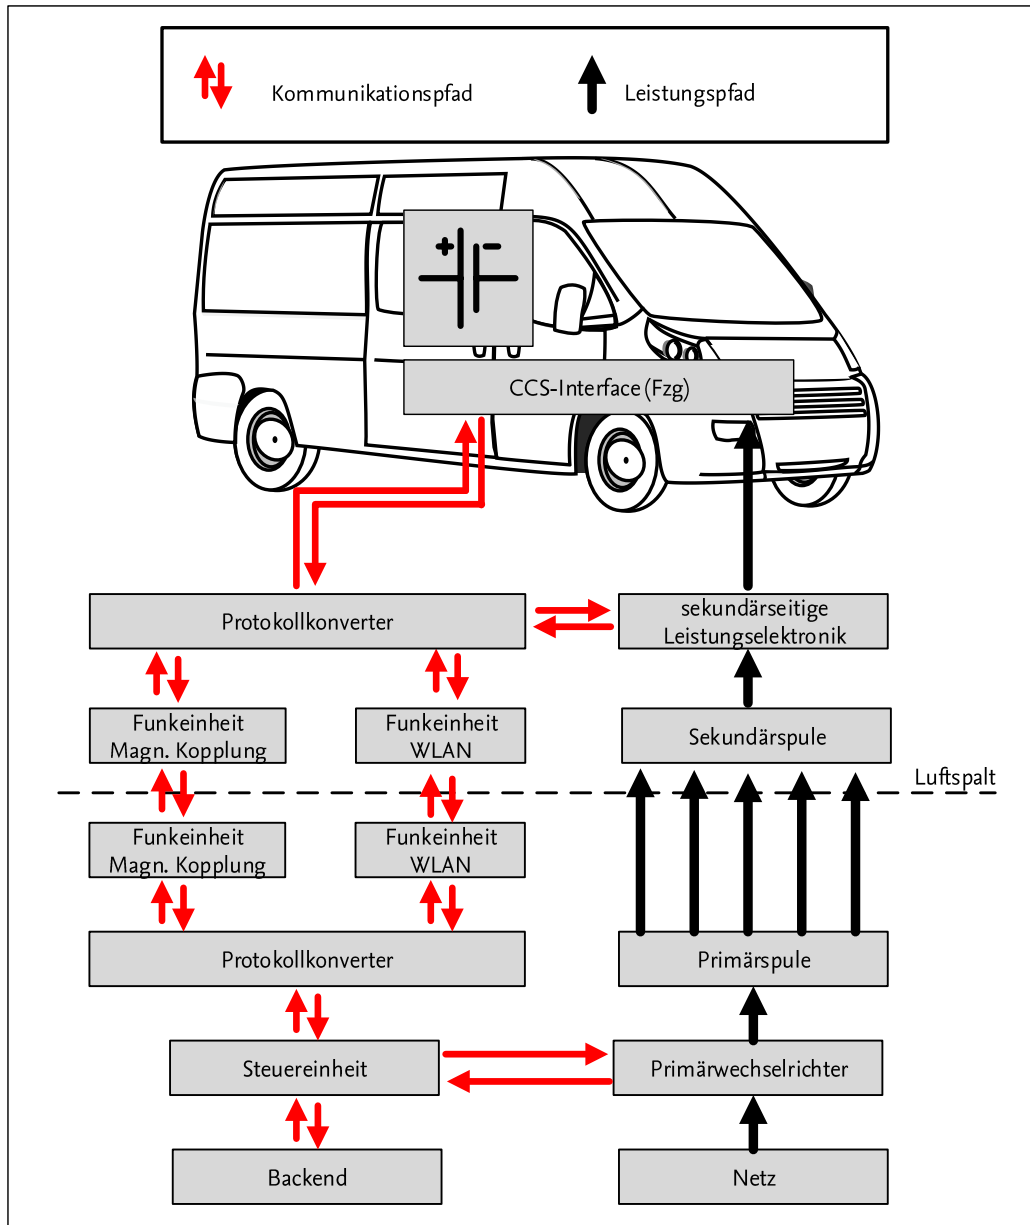 Kommunikationspfad
Leistungspfad
+ −
CCS-Interface (Fzg)
Protokollkonverter
sekundärseitige
Leistungselektronik
Funkeinheit
Magn. Kopplung
Funkeinheit
WLAN
Sekundärspule
Luftspalt
Funkeinheit
Magn. Kopplung
Funkeinheit
WLAN
Protokollkonverter
Primärspule
Steuereinheit
Primärwechselrichter
Backend
Netz